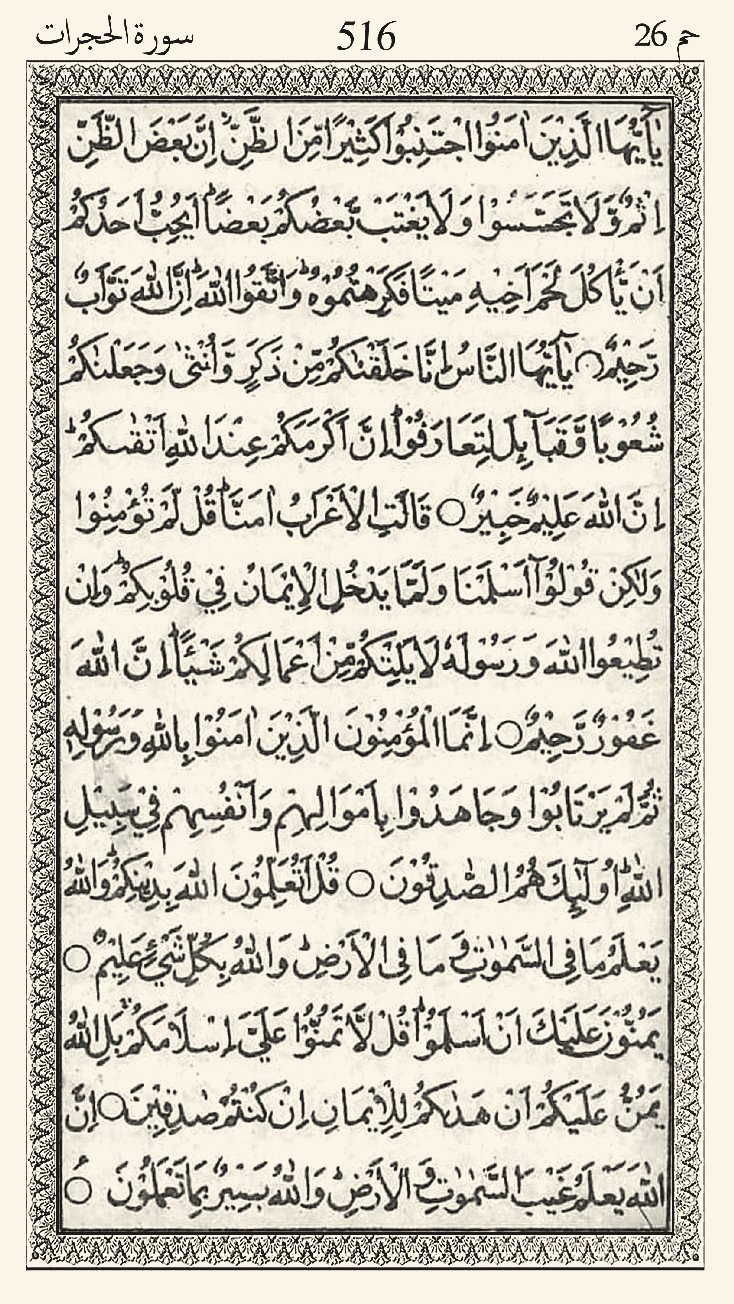 سورة الحجرات 516 حم 26
يٰٓاَيُّهَا الَّذِيْنَ اٰمَنُوا اجْتَنِبُوْا كَثِيْرًا مِّنَ الظَّنِّ ۫ اِنَّ بَعْضَ الظَّنِّ
اِثْمٌ وَّلَا تَجَسَّسُوْا وَلَا يَغْتَبْ بَّعْضُكُمْ بَعْضًا ؕ اَيُحِبُّ اَحَدُكُمْ
اَنْ يَّاْكُلَ لَحْمَ اَخِيْهِ مَيْتًا فَكَرِهْتُمُوْهُ ؕ وَاتَّقُوا اللّٰهَ ؕ اِنَّ اللّٰهَ تَوَّابٌ
رَّحِيْمٌ ۝ يٰٓاَيُّهَا النَّاسُ اِنَّا خَلَقْنٰكُمْ مِّنْ ذَكَرٍ وَّاُنْثٰى وَجَعَلْنٰكُمْ
شُعُوْبًا وَّقَبَآئِلَ لِتَعَارَفُوْا ؕ اِنَّ اَكْرَمَكُمْ عِنْدَ اللّٰهِ اَتْقٰىكُمْ ؕ
اِنَّ اللّٰهَ عَلِيْمٌ خَبِيْرٌ ۝ قَالَتِ الْاَعْرَابُ اٰمَنَّا ؕ قُلْ لَّمْ تُؤْمِنُوْا
وَلٰكِنْ قُوْلُوْٓا اَسْلَمْنَا وَلَمَّا يَدْخُلِ الْاِيْمَانُ فِيْ قُلُوْبِكُمْ ؕ وَاِنْ
تُطِيْعُوا اللّٰهَ وَرَسُوْلَهٗ لَا يَلِتْكُمْ مِّنْ اَعْمَالِكُمْ شَيْـًٔا ؕ اِنَّ اللّٰهَ
غَفُوْرٌ رَّحِيْمٌ ۝ اِنَّمَا الْمُؤْمِنُوْنَ الَّذِيْنَ اٰمَنُوْا بِاللّٰهِ وَرَسُوْلِهٖ
ثُمَّ لَمْ يَرْتَابُوْا وَجَاهَدُوْا بِاَمْوَالِهِمْ وَاَنْفُسِهِمْ فِيْ سَبِيْلِ
اللّٰهِ ؕ اُولٰٓئِكَ هُمُ الصّٰدِقُوْنَ ۝ قُلْ اَتُعَلِّمُوْنَ اللّٰهَ بِدِيْنِكُمْ ؕ وَاللّٰهُ
يَعْلَمُ مَا فِي السَّمٰوٰتِ وَمَا فِي الْاَرْضِ ؕ وَاللّٰهُ بِكُلِّ شَيْءٍ عَلِيْمٌ ۝
يَمُنُّوْنَ عَلَيْكَ اَنْ اَسْلَمُوْا ؕ قُلْ لَّا تَمُنُّوْا عَلَيَّ اِسْلَامَكُمْ ۚ بَلِ اللّٰهُ
يَمُنُّ عَلَيْكُمْ اَنْ هَدٰىكُمْ لِلْاِيْمَانِ اِنْ كُنْتُمْ صٰدِقِيْنَ ۝ اِنَّ
اللّٰهَ يَعْلَمُ غَيْبَ السَّمٰوٰتِ وَالْاَرْضِ ؕ وَاللّٰهُ بَصِيْرٌ بِمَا تَعْمَلُوْنَ ۝